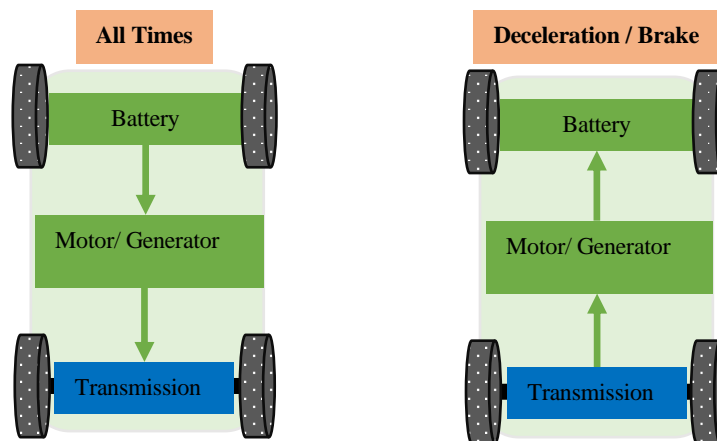 All Times
Battery
Motor/ Generator
Transmission
Deceleration / Brake
Battery
Motor/ Generator
Transmission